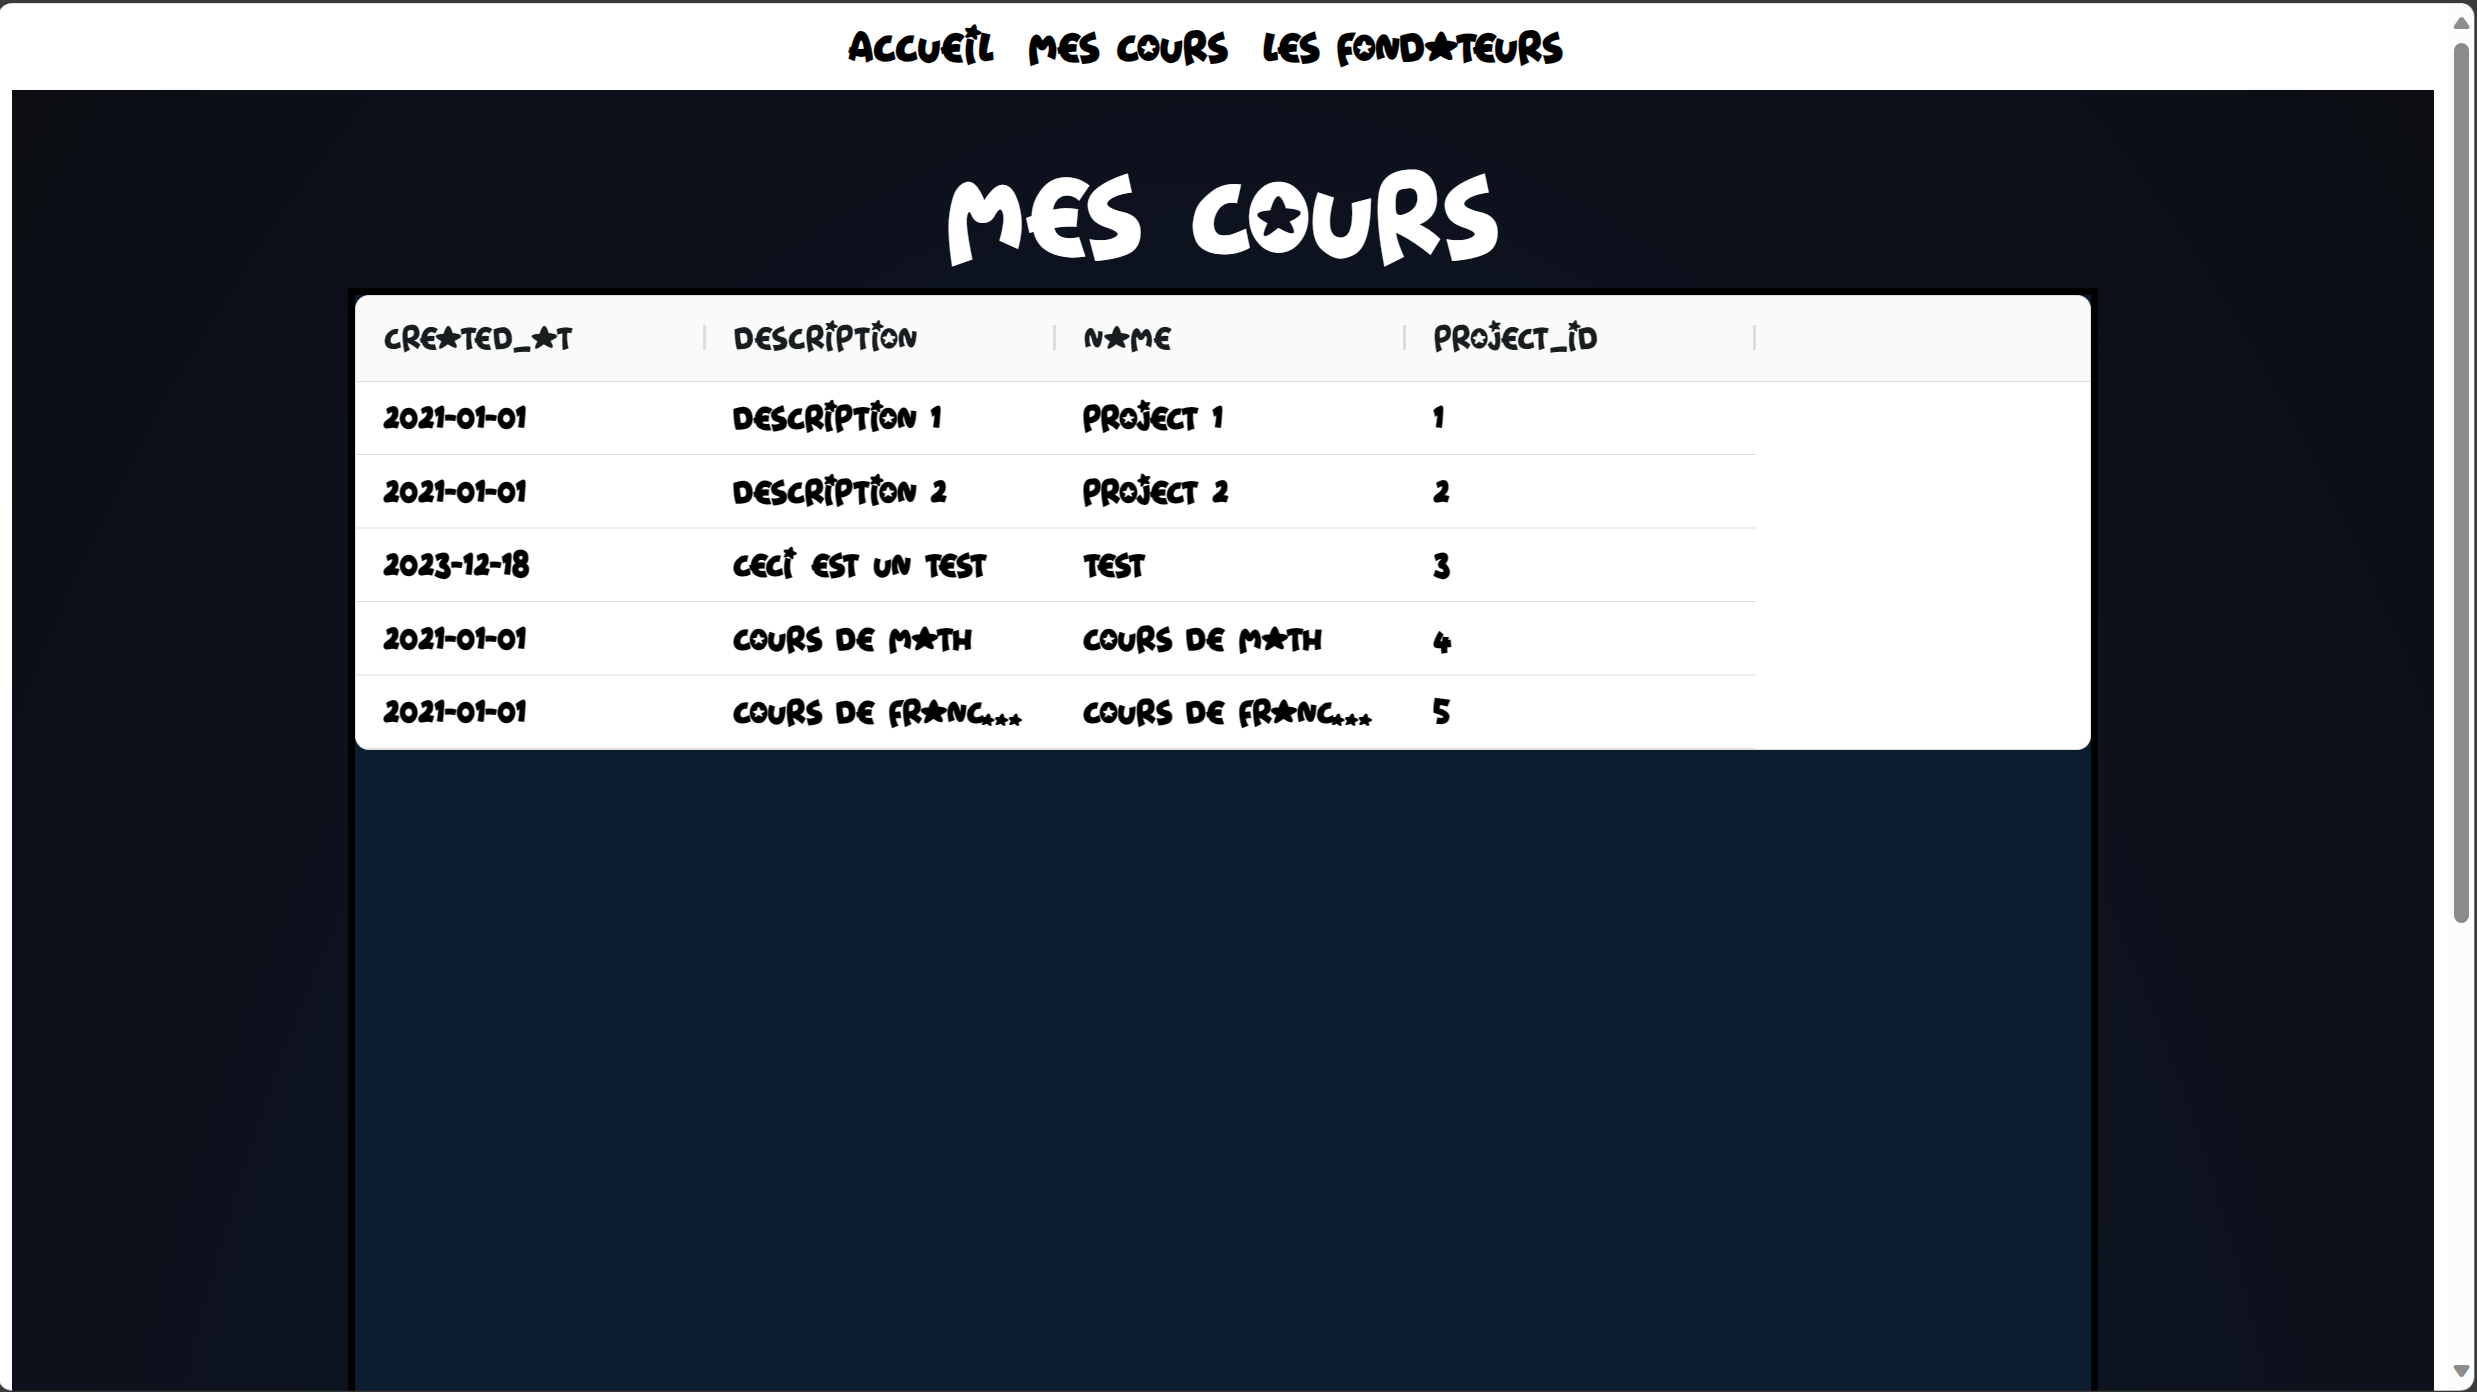 ACCUEIL MES COURS LES FONDATEURS
MES COURS
CREATED_AT DESCRIPTION NAME PROJECT_ID
2021-01-01 DESCRIPTION 1 PROJECT 1 1
2021-01-01 DESCRIPTION 2 PROJECT 2 2
2023-12-18 CECI EST UN TEST TEST 3
2021-01-01 COURS DE MATH COURS DE MATH 4
2021-01-01 COURS DE FRANC... COURS DE FRANC... 5